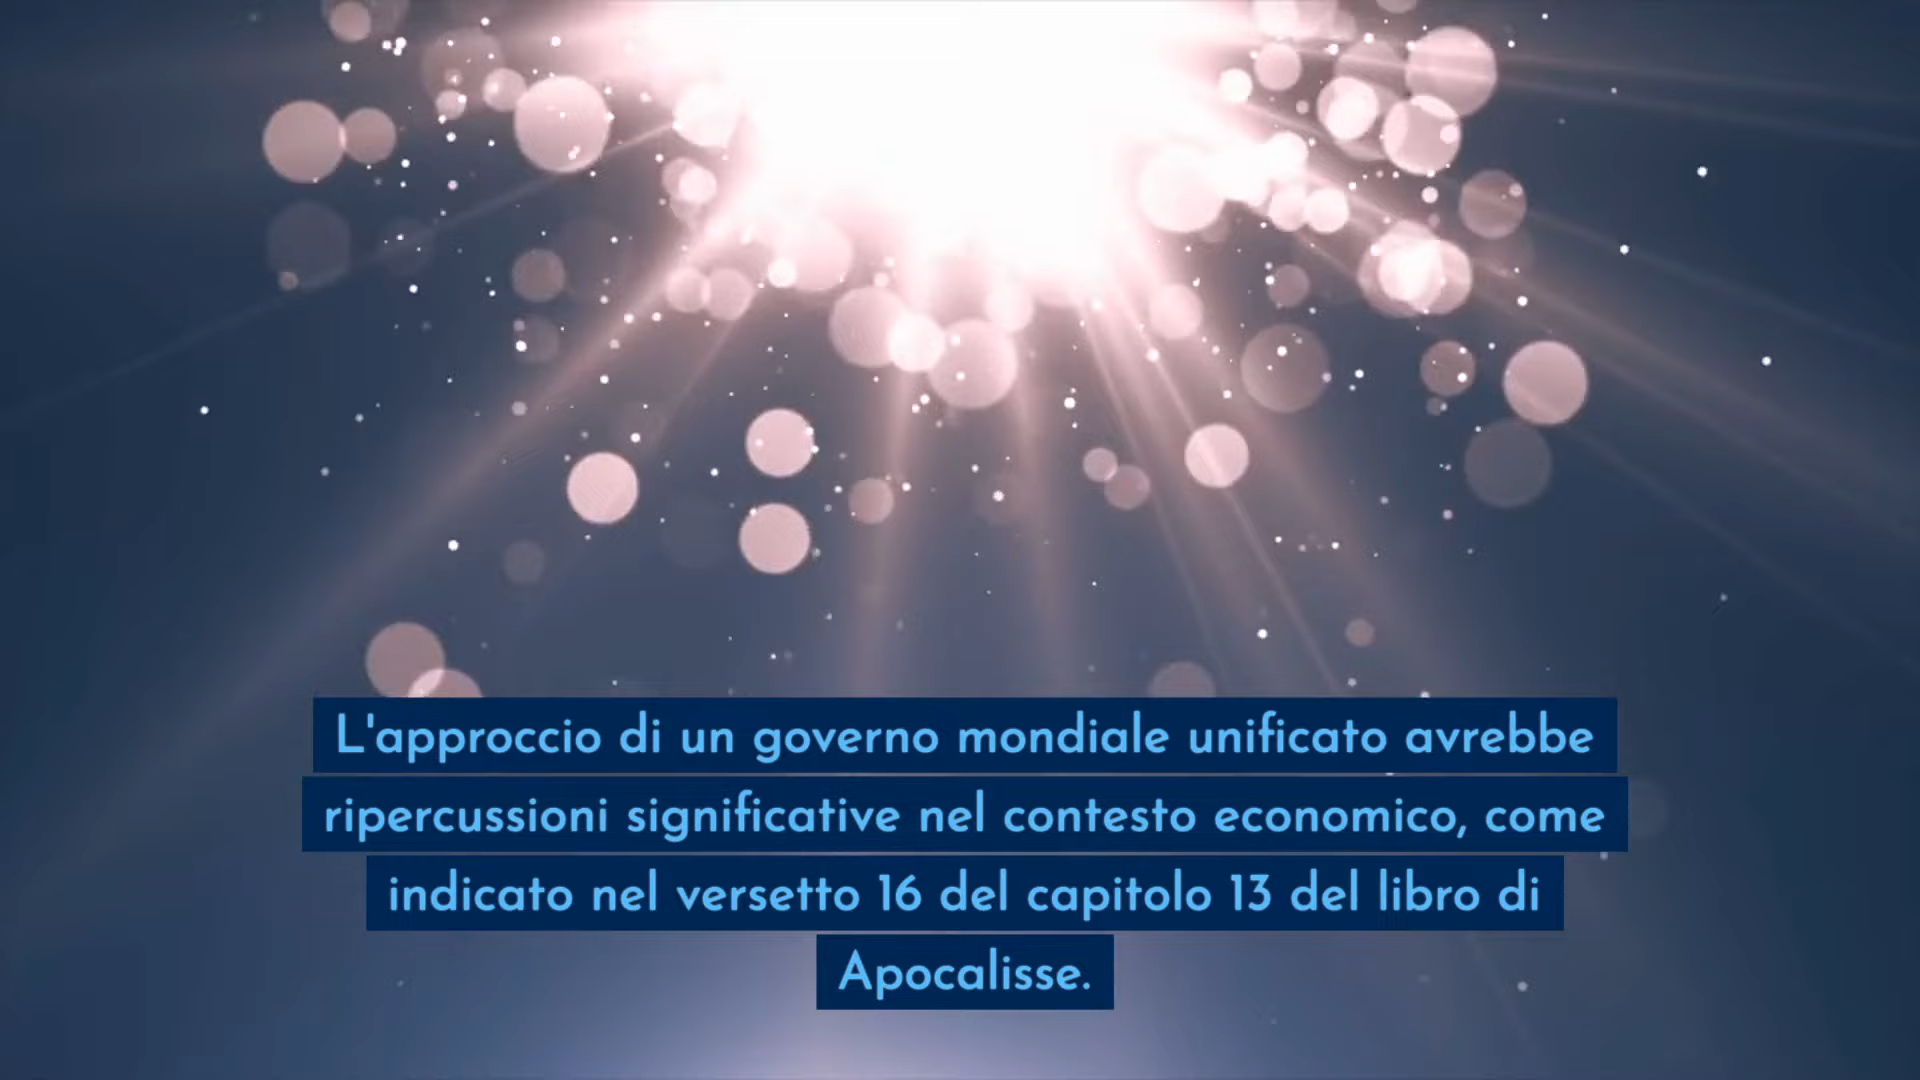 L'approccio di un governo mondiale unificato avrebbe
ripercussioni significative nel contesto economico, come
indicato nel versetto 16 del capitolo 13 del libro di
Apocalisse.